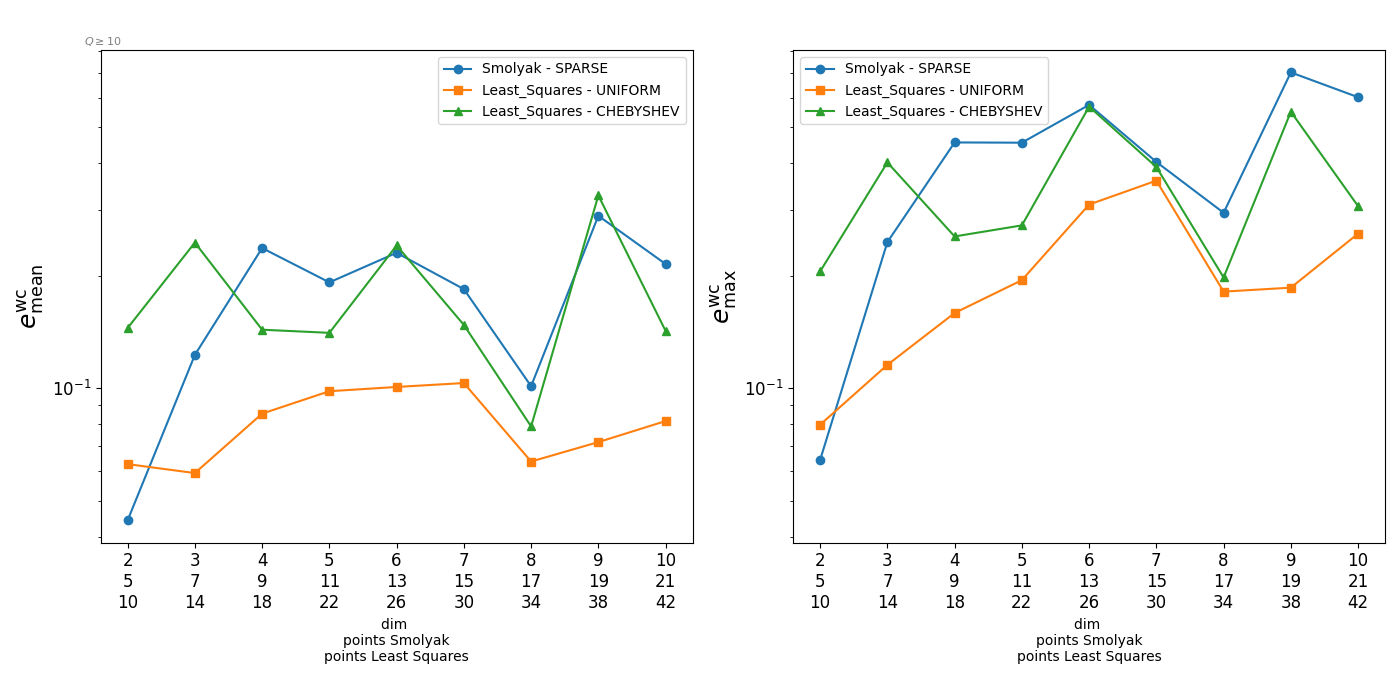 Q ≥ 10
Smolyak - SPARSE
Least_Squares - UNIFORM
Least_Squares - CHEBYSHEV
e^wc_mean
10^−1
2 3 4 5 6 7 8 9 10
5 7 9 11 13 15 17 19 21
10 14 18 22 26 30 34 38 42
dim
points Smolyak
points Least Squares
Smolyak - SPARSE
Least_Squares - UNIFORM
Least_Squares - CHEBYSHEV
e^wc_max
10^−1
2 3 4 5 6 7 8 9 10
5 7 9 11 13 15 17 19 21
10 14 18 22 26 30 34 38 42
dim
points Smolyak
points Least Squares